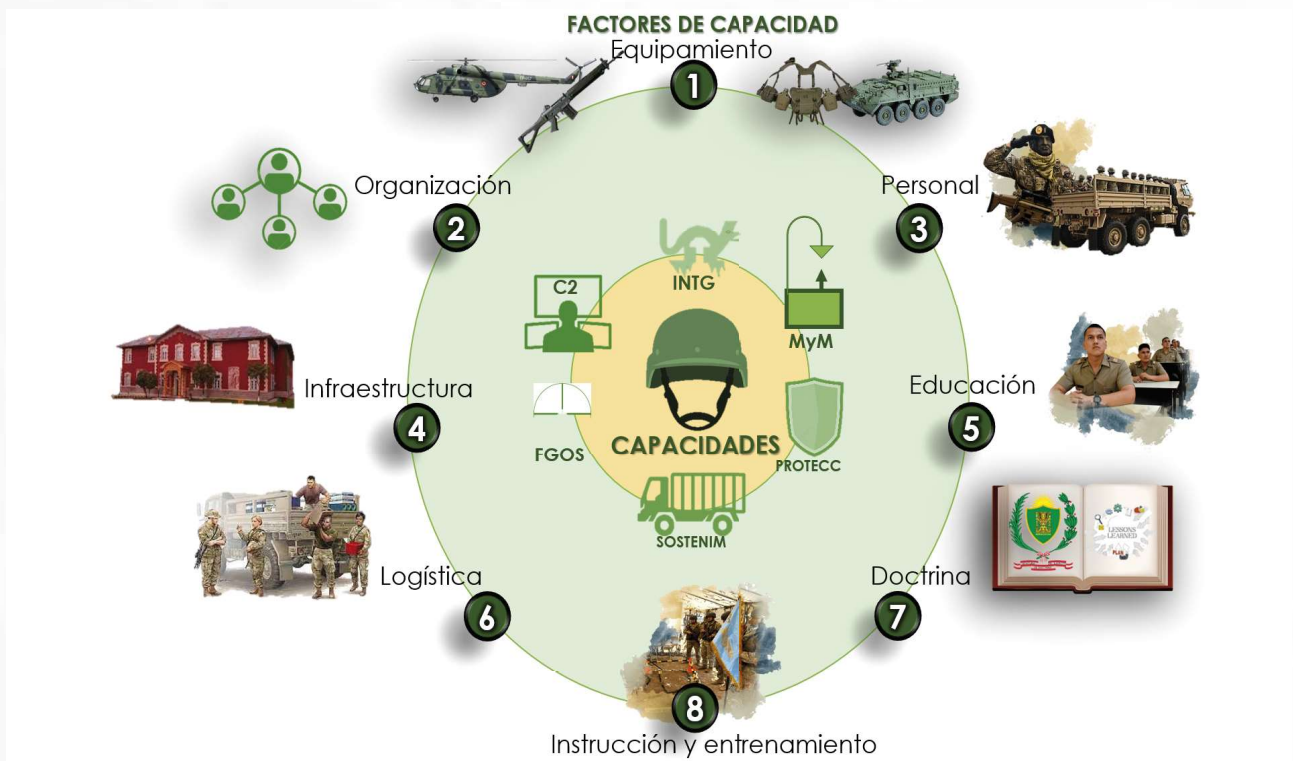 FACTORES DE CAPACIDAD
Equipamiento
1
Organización
2
Personal
3
INTG
C2
MyM
Infraestructura
4
Educación
5
CAPACIDADES
FGOS
PROTECC
SOSTENIM
Logística
6
Doctrina
7
LESSONS
LEARNED
PLAN
8
Instrucción y entrenamiento